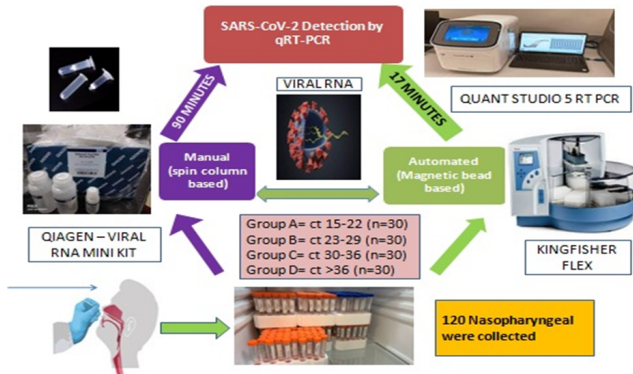 SARS-CoV-2 Detection by
qRT-PCR
90 MINUTES
VIRAL RNA
17 MINUTES
QUANT STUDIO 5 RT PCR
Manual
(spin column
based)
Automated
(Magnetic bead
based)
QIAGEN – VIRAL
RNA MINI KIT
Group A= ct 15-22 (n=30)
Group B= ct 23-29 (n=30)
Group C= ct 30-36 (n=30)
Group D= ct >36 (n=30)
KINGFISHER
FLEX
120 Nasopharyngeal
were collected